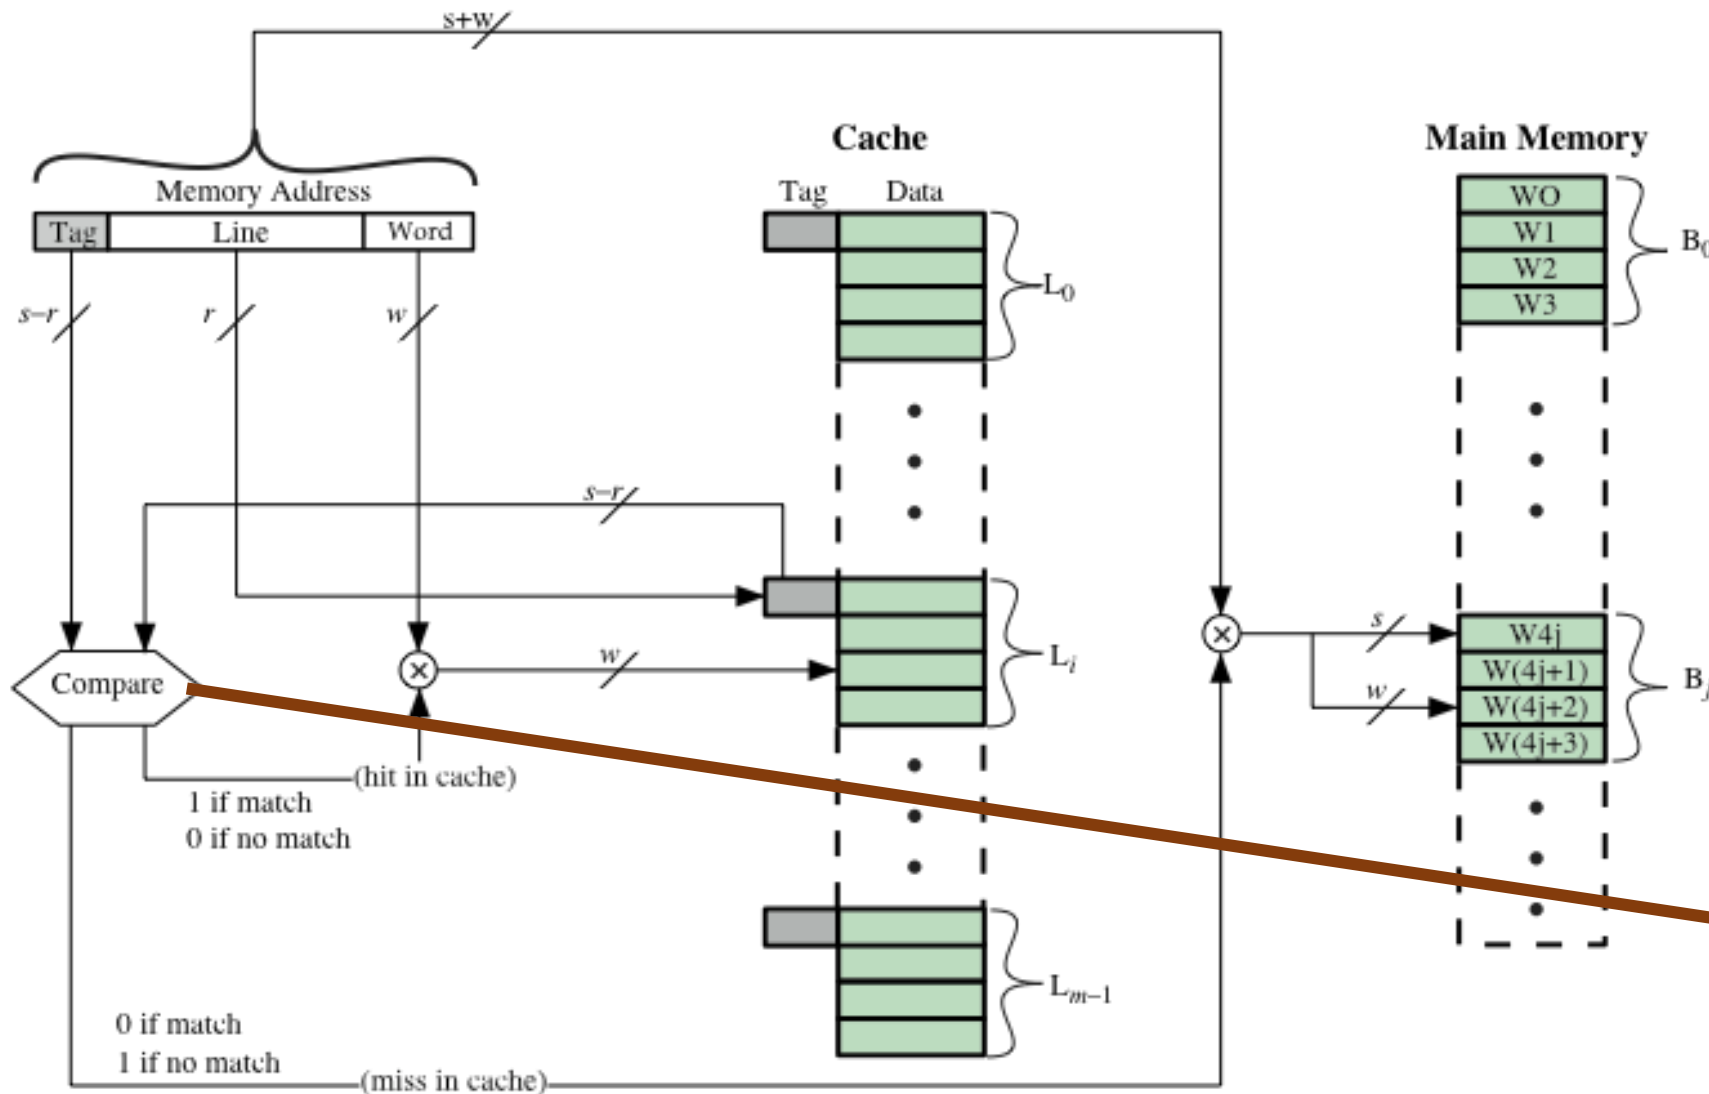 s+w
Cache
Main Memory
Memory Address
Tag Line Word
Tag Data
WO
W1
W2
W3
B0
L0
s–r
r
w
s–r
Compare
w
Li
s
w
W4j
W(4j+1)
W(4j+2)
W(4j+3)
Bj
(hit in cache)
1 if match
0 if no match
Lm–1
0 if match
1 if no match
(miss in cache)